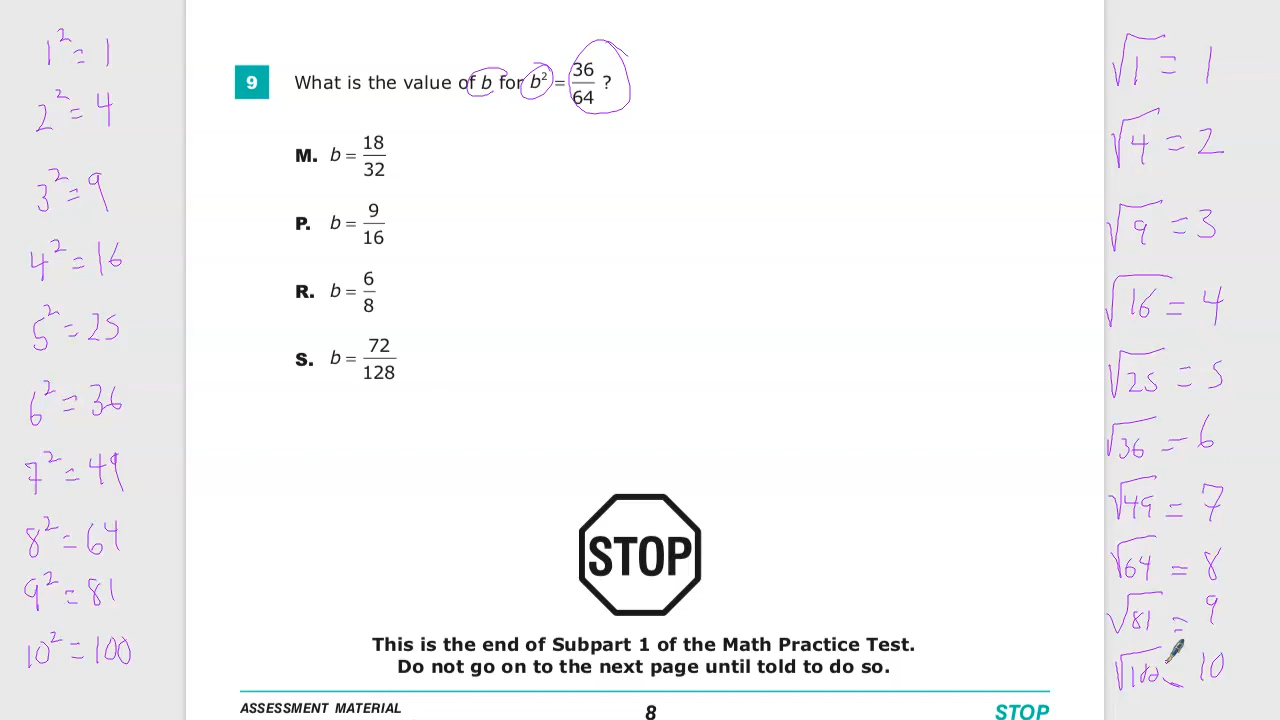 1² = 1
2² = 4
3² = 9
4² = 16
5² = 25
6² = 36
7² = 49
8² = 64
9² = 81
10² = 100
9 What is the value of b for b² = 36/64 ?
M. b = 18/32
P. b = 9/16
R. b = 6/8
S. b = 72/128
STOP
This is the end of Subpart 1 of the Math Practice Test.
Do not go on to the next page until told to do so.
ASSESSMENT MATERIAL 8 STOP
√1 = 1
√4 = 2
√9 = 3
√16 = 4
√25 = 5
√36 = 6
√49 = 7
√64 = 8
√81 = 9
√100 = 10